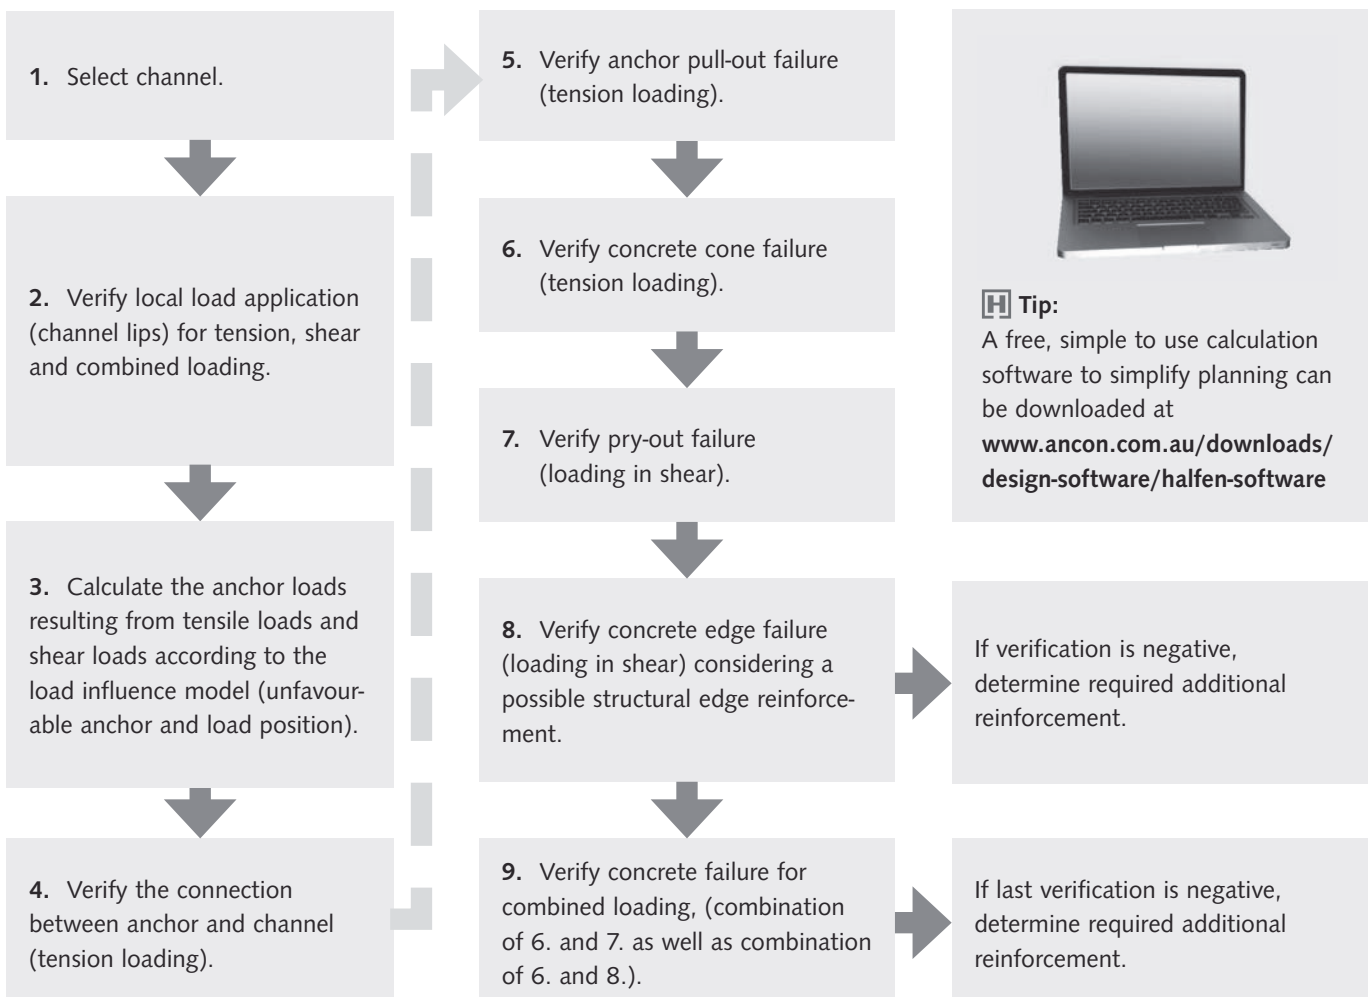 1. Select channel.
2. Verify local load application
(channel lips) for tension, shear
and combined loading.
3. Calculate the anchor loads
resulting from tensile loads and
shear loads according to the
load influence model (unfavour-
able anchor and load position).
4. Verify the connection
between anchor and channel
(tension loading).
5. Verify anchor pull-out failure
(tension loading).
6. Verify concrete cone failure
(tension loading).
7. Verify pry-out failure
(loading in shear).
8. Verify concrete edge failure
(loading in shear) considering a
possible structural edge reinforce-
ment.
9. Verify concrete failure for
combined loading, (combination
of 6. and 7. as well as combination
of 6. and 8.).
H Tip:
A free, simple to use calculation
software to simplify planning can
be downloaded at
www.ancon.com.au/downloads/
design-software/halfen-software
If verification is negative,
determine required additional
reinforcement.
If last verification is negative,
determine required additional
reinforcement.